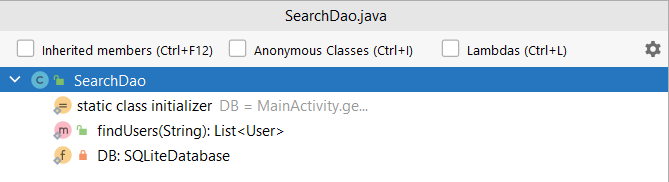 SearchDao.java
Inherited members (Ctrl+F12) Anonymous Classes (Ctrl+I) Lambdas (Ctrl+L)
C SearchDao
= static class initializer DB = MainActivity.ge...
m findUsers(String): List<User>
f DB: SQLiteDatabase